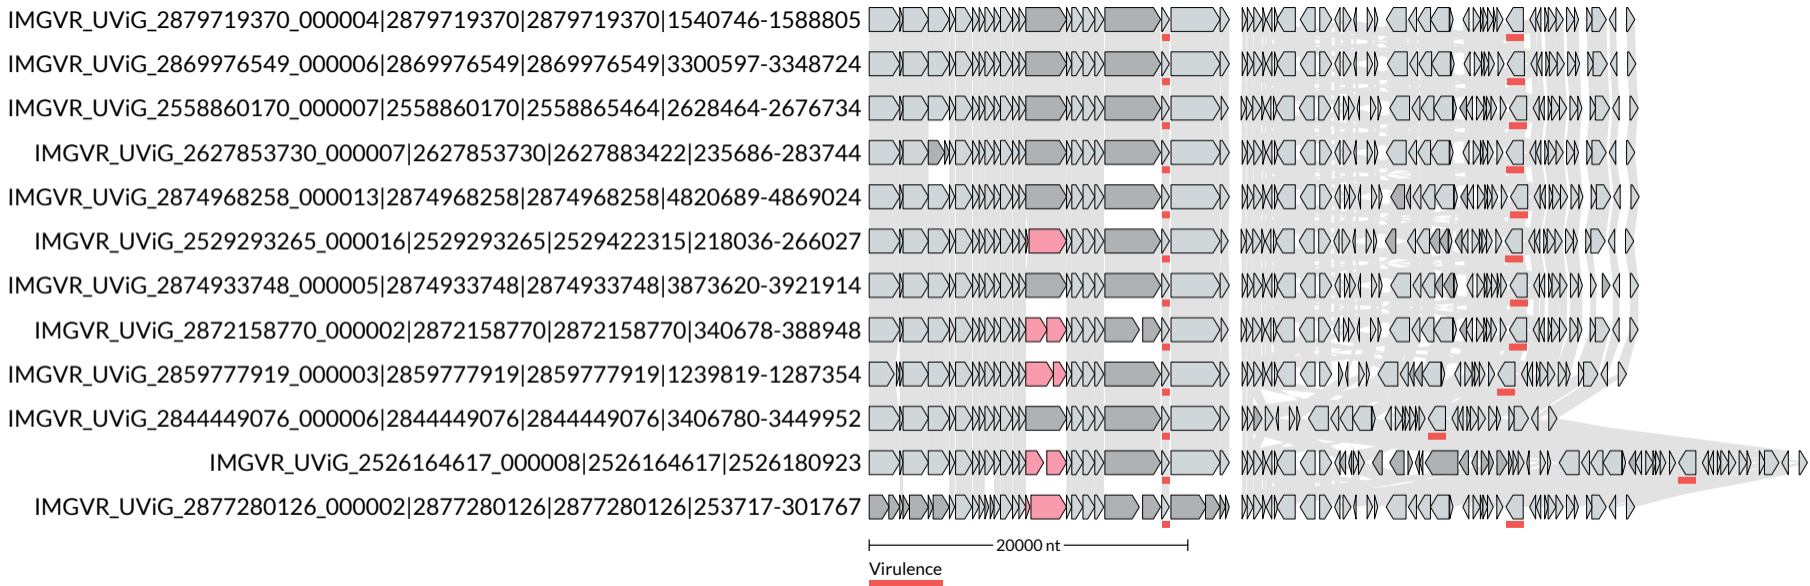 IMGVR_UViG_2879719370_000004|2879719370|2879719370|1540746-1588805
IMGVR_UViG_2869976549_000006|2869976549|2869976549|3300597-3348724
IMGVR_UViG_2558860170_000007|2558860170|2558865464|2628464-2676734
IMGVR_UViG_2627853730_000007|2627853730|2627883422|235686-283744
IMGVR_UViG_2874968258_000013|2874968258|2874968258|4820689-4869024
IMGVR_UViG_2529293265_000016|2529293265|2529422315|218036-266027
IMGVR_UViG_2874933748_000005|2874933748|2874933748|3873620-3921914
IMGVR_UViG_2872158770_000002|2872158770|2872158770|340678-388948
IMGVR_UViG_2859777919_000003|2859777919|2859777919|1239819-1287354
IMGVR_UViG_2844449076_000006|2844449076|2844449076|3406780-3449952
IMGVR_UViG_2526164617_000008|2526164617|2526180923
IMGVR_UViG_2877280126_000002|2877280126|2877280126|253717-301767
20000 nt
Virulence